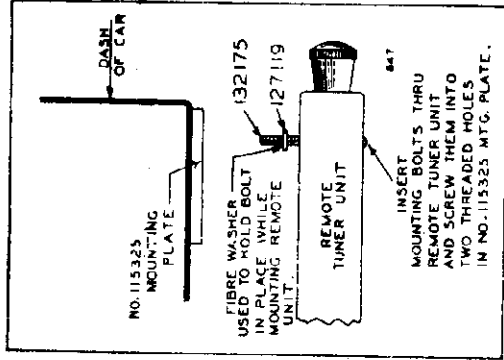 DASH
OF CAR
NO. 115325
MOUNTING
PLATE
FIBRE WASHER
USED TO HOLD BOLT
IN PLACE WHILE
MOUNTING REMOTE
UNIT.
132175
127119
REMOTE
TUNER UNIT
847
INSERT
MOUNTING BOLTS THRU
REMOTE TUNER UNIT
AND SCREW THEM INTO
TWO THREADED HOLES
IN NO. 115325 MTG. PLATE.